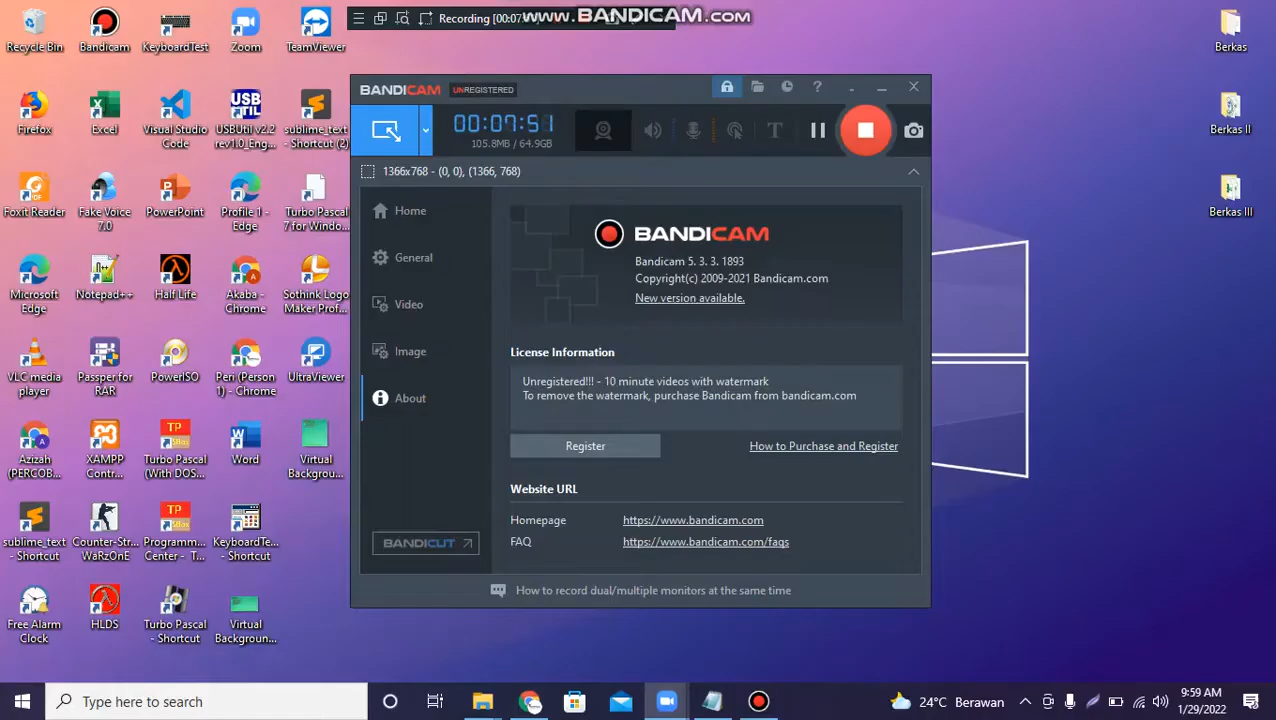 Recording [00:07:
www.BANDICAM.com
Recycle Bin
Bandicam
KeyboardTest
Zoom
TeamViewer
Berkas
Firefox
Excel
Visual Studio Code
USBUtil v2.2 rev1.0_Eng...
sublime_text - Shortcut (2)
Berkas II
Foxit Reader
Fake Voice 7.0
PowerPoint
Profile 1 - Edge
Turbo Pascal 7 for Windo...
Berkas III
Microsoft Edge
Notepad++
Half Life
Akaba - Chrome
Sothink Logo Maker Prof...
VLC media player
Passper for RAR
PowerISO
Peri (Person 1) - Chrome
UltraViewer
Azizah (PERCOB...
XAMPP Contr...
Turbo Pascal (With DOS...
Word
Virtual Backgroun...
sublime_text - Shortcut
Counter-Str... WaRzOnE
Programm... Center - T...
KeyboardTe... - Shortcut
Free Alarm Clock
HLDS
Turbo Pascal - Shortcut
Virtual Backgroun...
BANDICAM UNREGISTERED
00:07:51
105.8MB / 64.9GB
1366x768 - (0, 0), (1366, 768)
Home
General
Video
Image
About
BANDICUT
BANDICAM
Bandicam 5. 3. 3. 1893
Copyright(c) 2009-2021 Bandicam.com
New version available.
License Information
Unregistered!!! - 10 minute videos with watermark
To remove the watermark, purchase Bandicam from bandicam.com
Register
How to Purchase and Register
Website URL
Homepage https://www.bandicam.com
FAQ https://www.bandicam.com/faqs
How to record dual/multiple monitors at the same time
Type here to search
24°C Berawan
9:59 AM
1/29/2022